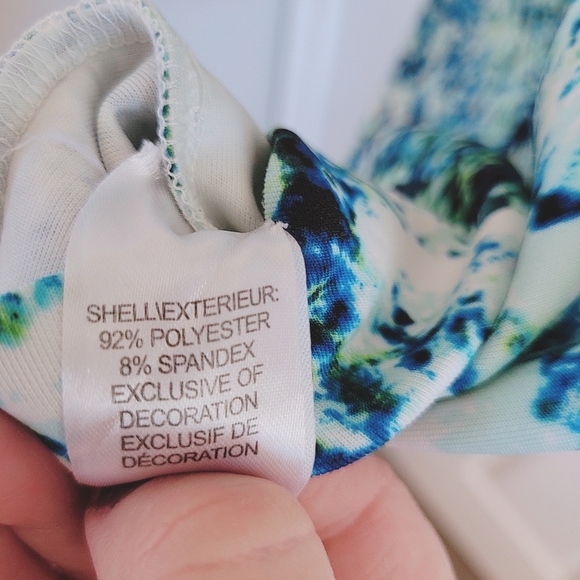 SHELL\EXTERIEUR:
92% POLYESTER
8% SPANDEX
EXCLUSIVE OF
DECORATION
EXCLUSIF DE
DÉCORATION